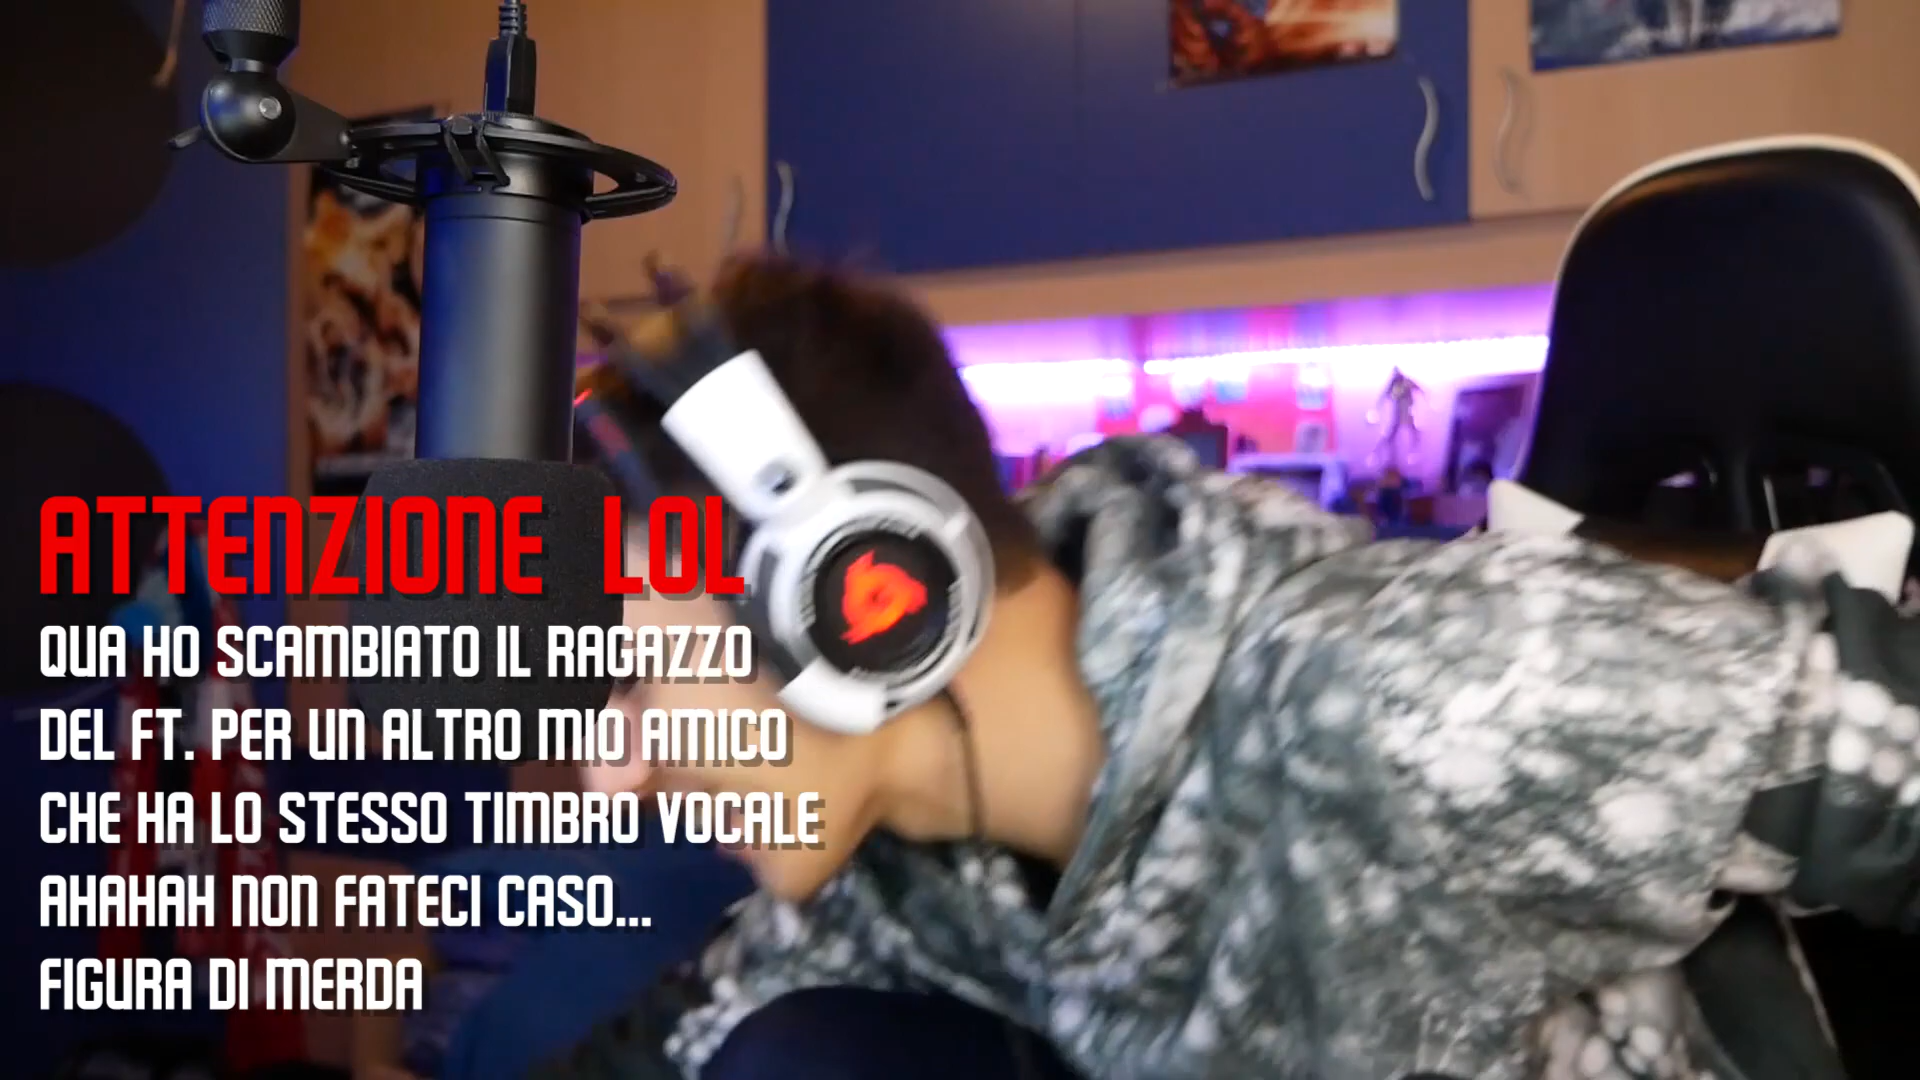 ATTENZIONE LOL
QUA HO SCAMBIATO IL RAGAZZO
DEL FT. PER UN ALTRO MIO AMICO
CHE HA LO STESSO TIMBRO VOCALE
AHAHAH NON FATECI CASO...
FIGURA DI MERDA